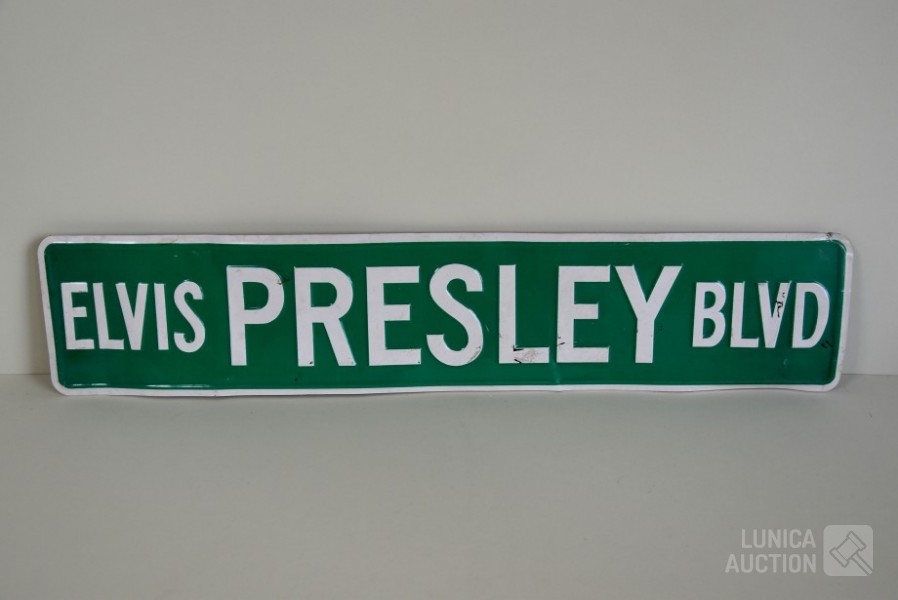 ELVIS PRESLEY BLVD
LUNICA
AUCTION